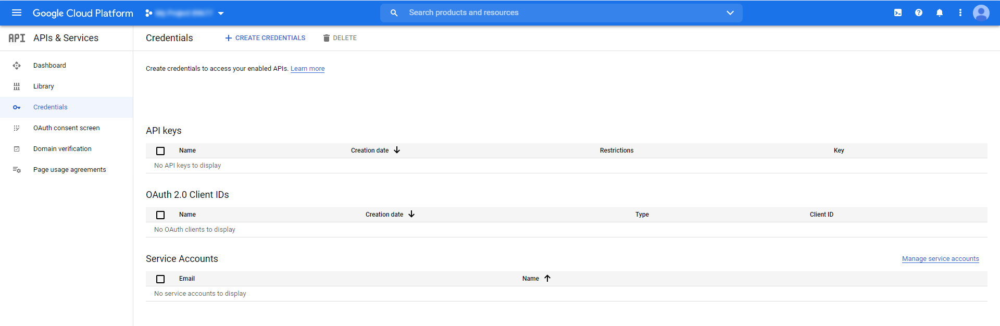 Google Cloud Platform
Search products and resources
API APIs & Services
Credentials
CREATE CREDENTIALS
DELETE
Dashboard
Library
Credentials
OAuth consent screen
Domain verification
Page usage agreements
Create credentials to access your enabled APIs. Learn more
API keys
Name Creation date Restrictions Key
No API keys to display
OAuth 2.0 Client IDs
Name Creation date Type Client ID
No OAuth clients to display
Service Accounts
Manage service accounts
Email Name
No service accounts to display